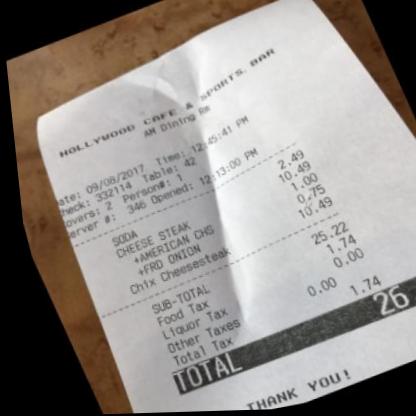 HOLLYWOOD CAFE & SPORTS BAR
AM Dining Rm
ate: 09/08/2017 Time: 12:45:41 PM
heck: 332114 Table: 42
overs: 2 Person#: 1
erver #: 346 Opened: 12:13:00 PM
SODA 2.49
CHEESE STEAK 10.49
+AMERICAN CHS 1.00
+FRD ONION 0.75
Chix Cheesesteak 10.49
SUB-TOTAL 25.22
Food Tax 1.74
Liquor Tax 0.00
Other Taxes 0.00
Total Tax 1.74
TOTAL 26
THANK YOU!